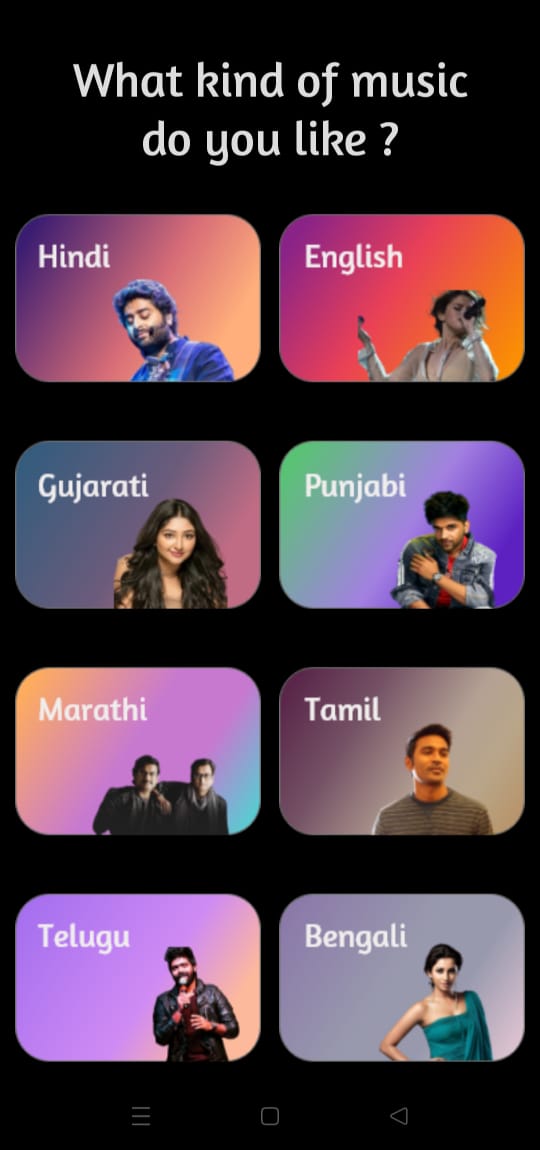 What kind of music
do you like ?
Hindi
English
Gujarati
Punjabi
Marathi
Tamil
Telugu
Bengali